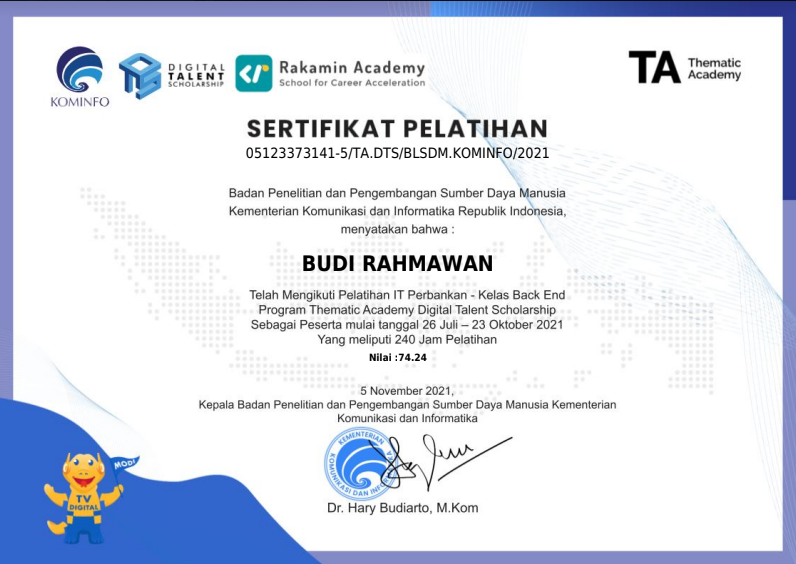 KOMINFO
DIGITAL
TALENT
SCHOLARSHIP
Rakamin Academy
School for Career Acceleration
TA Thematic
Academy
SERTIFIKAT PELATIHAN
05123373141-5/TA.DTS/BLSDM.KOMINFO/2021
Badan Penelitian dan Pengembangan Sumber Daya Manusia
Kementerian Komunikasi dan Informatika Republik Indonesia,
menyatakan bahwa :
BUDI RAHMAWAN
Telah Mengikuti Pelatihan IT Perbankan - Kelas Back End
Program Thematic Academy Digital Talent Scholarship
Sebagai Peserta mulai tanggal 26 Juli – 23 Oktober 2021
Yang meliputi 240 Jam Pelatihan
Nilai :74.24
5 November 2021,
Kepala Badan Penelitian dan Pengembangan Sumber Daya Manusia Kementerian
Komunikasi dan Informatika
KEMENTERIAN
KOMUNIKASI DAN
Dr. Hary Budiarto, M.Kom
MODI
TV
DIGITAL